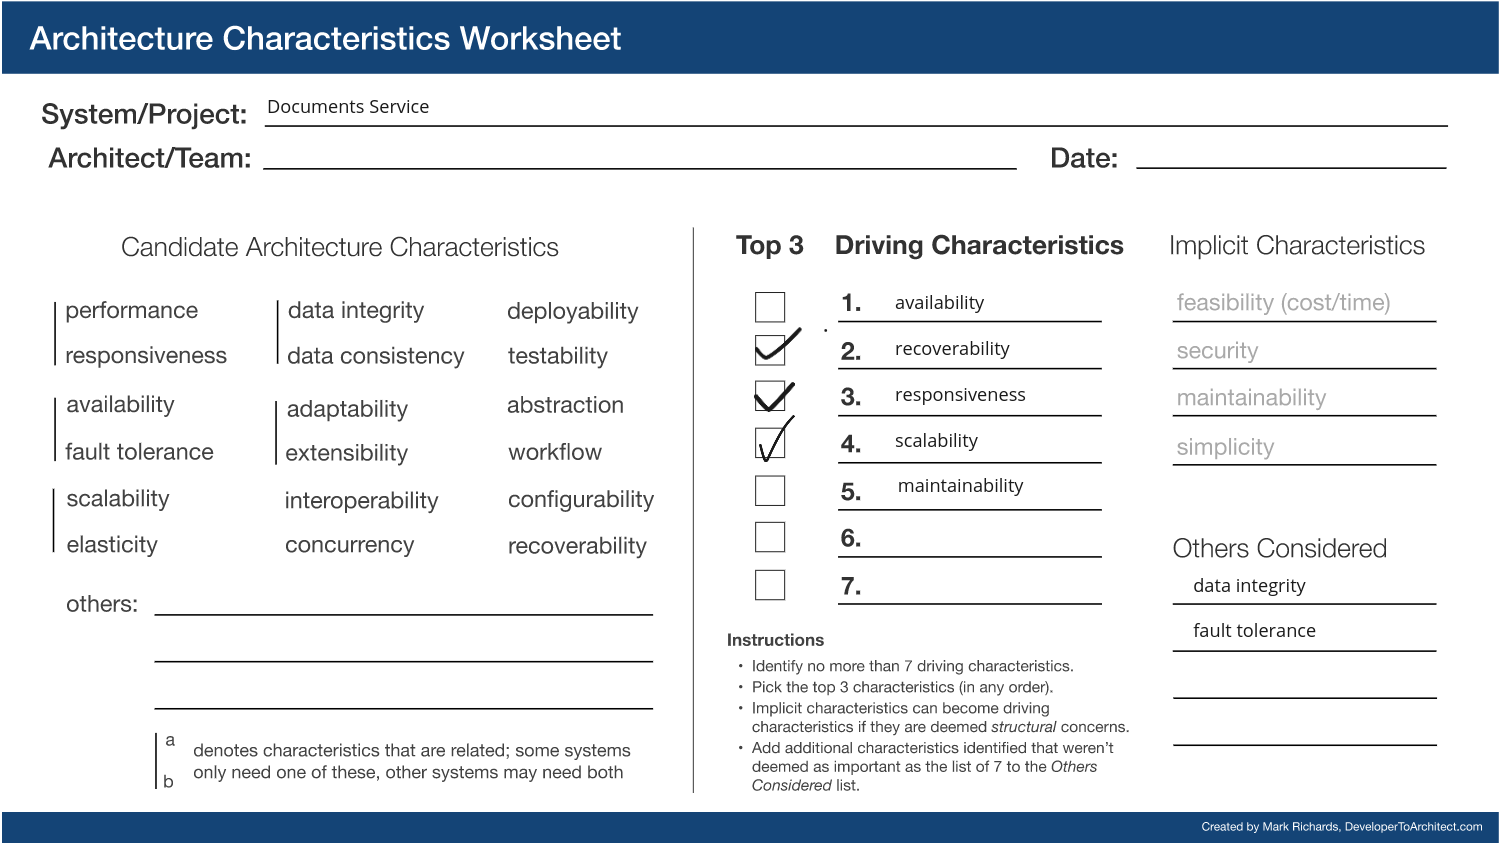 Architecture Characteristics Worksheet
System/Project: Documents Service
Architect/Team:
Date:
Candidate Architecture Characteristics
performance
responsiveness
availability
fault tolerance
scalability
elasticity
data integrity
data consistency
adaptability
extensibility
interoperability
concurrency
deployability
testability
abstraction
workflow
configurability
recoverability
others:
a
b
denotes characteristics that are related; some systems
only need one of these, other systems may need both
Top 3
Driving Characteristics
1. availability
2. recoverability
3. responsiveness
4. scalability
5. maintainability
6.
7.
Instructions
• Identify no more than 7 driving characteristics.
• Pick the top 3 characteristics (in any order).
• Implicit characteristics can become driving
characteristics if they are deemed structural concerns.
• Add additional characteristics identified that weren't
deemed as important as the list of 7 to the Others
Considered list.
Implicit Characteristics
feasibility (cost/time)
security
maintainability
simplicity
Others Considered
data integrity
fault tolerance
Created by Mark Richards, DeveloperToArchitect.com